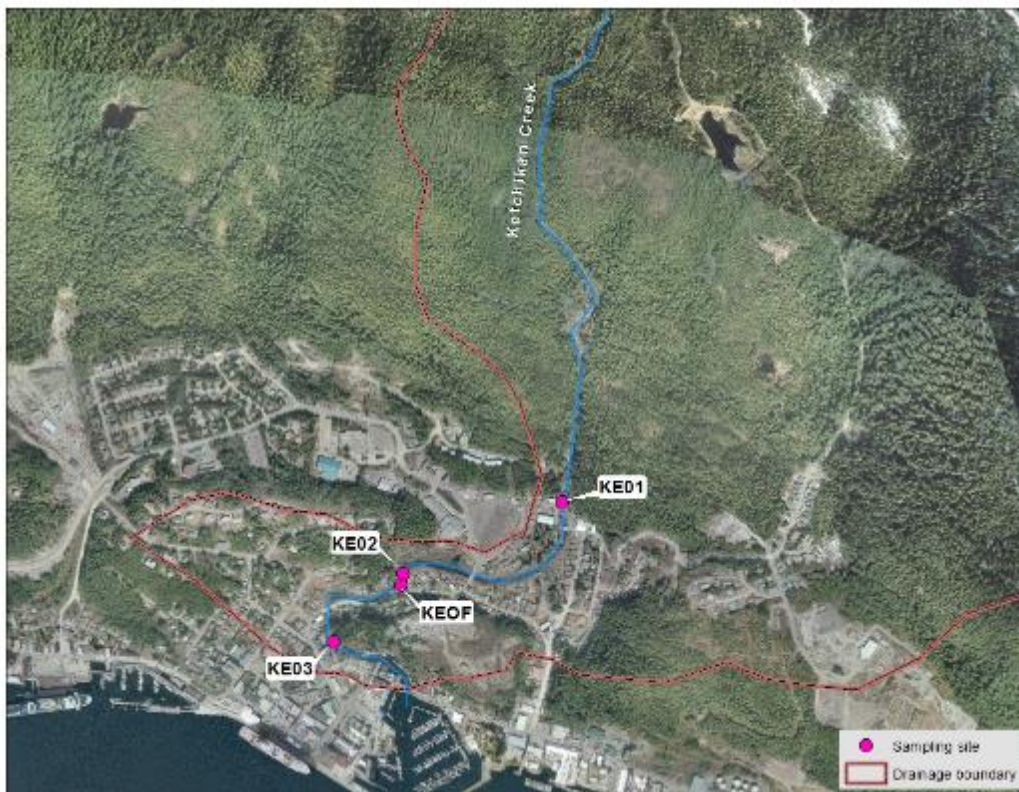 Ketchikan Creek
KE01
KE02
KEOF
KE03
Sampling site
Drainage boundary